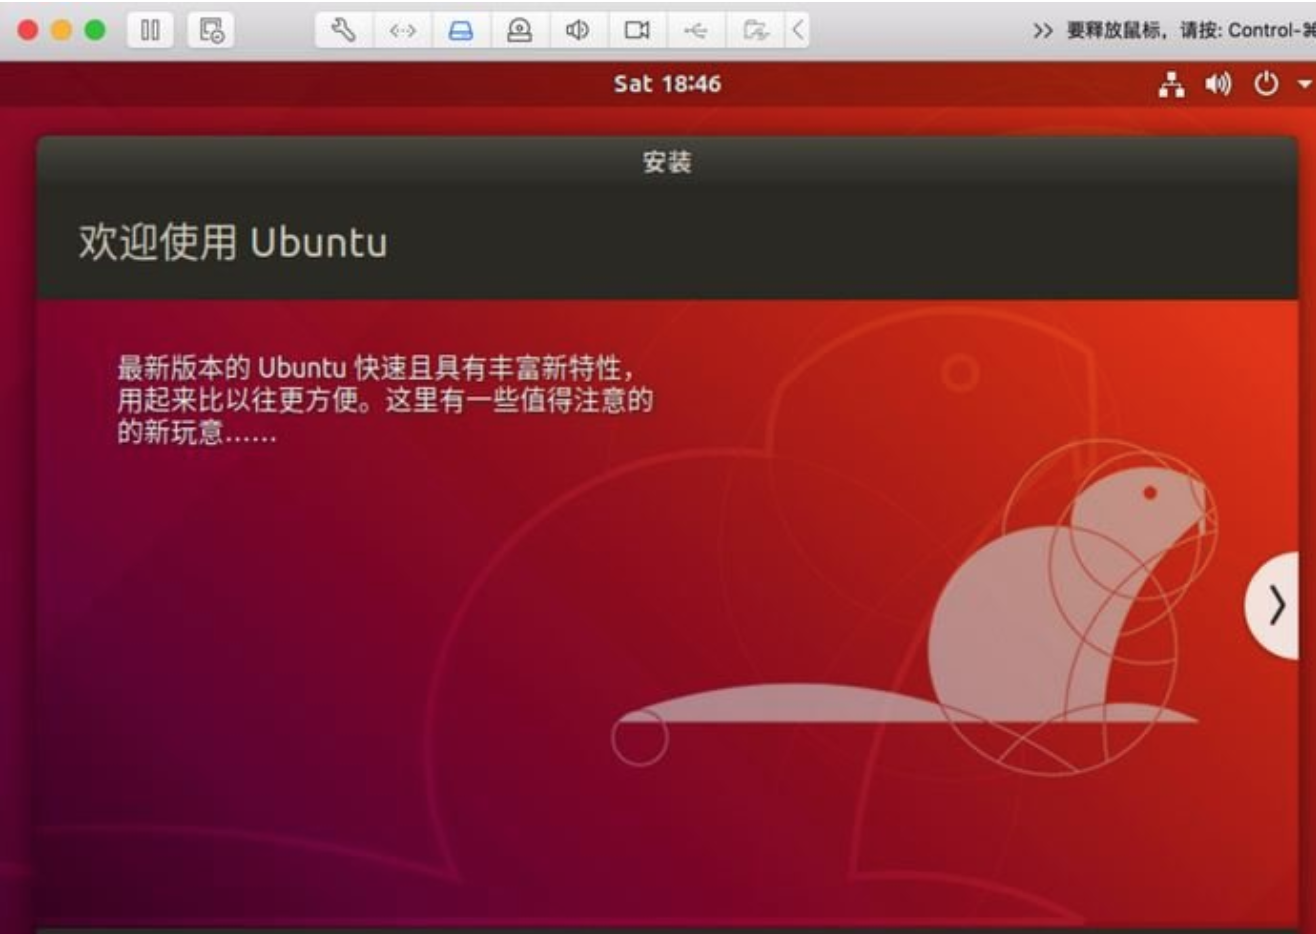 >> 要释放鼠标，请按: Control-⌘
Sat 18:46
安装
欢迎使用 Ubuntu
最新版本的 Ubuntu 快速且具有丰富新特性，
用起来比以往更方便。这里有一些值得注意的
的新玩意……